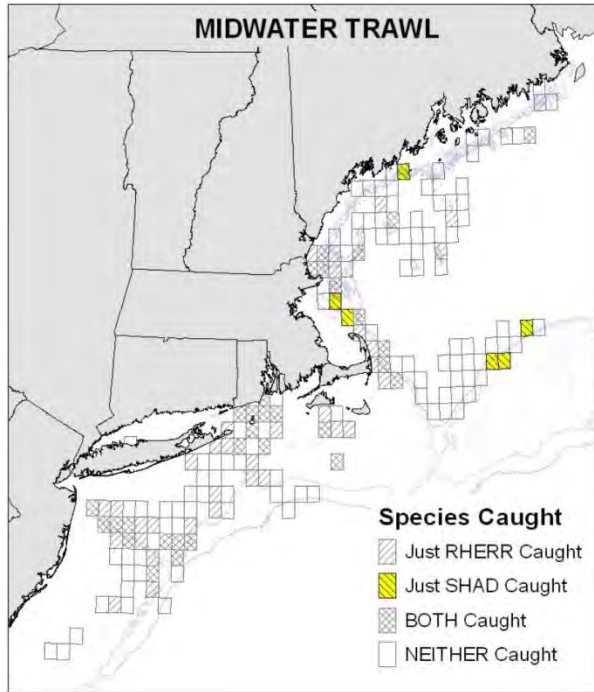 MIDWATER TRAWL
Species Caught
Just RHERR Caught
Just SHAD Caught
BOTH Caught
NEITHER Caught